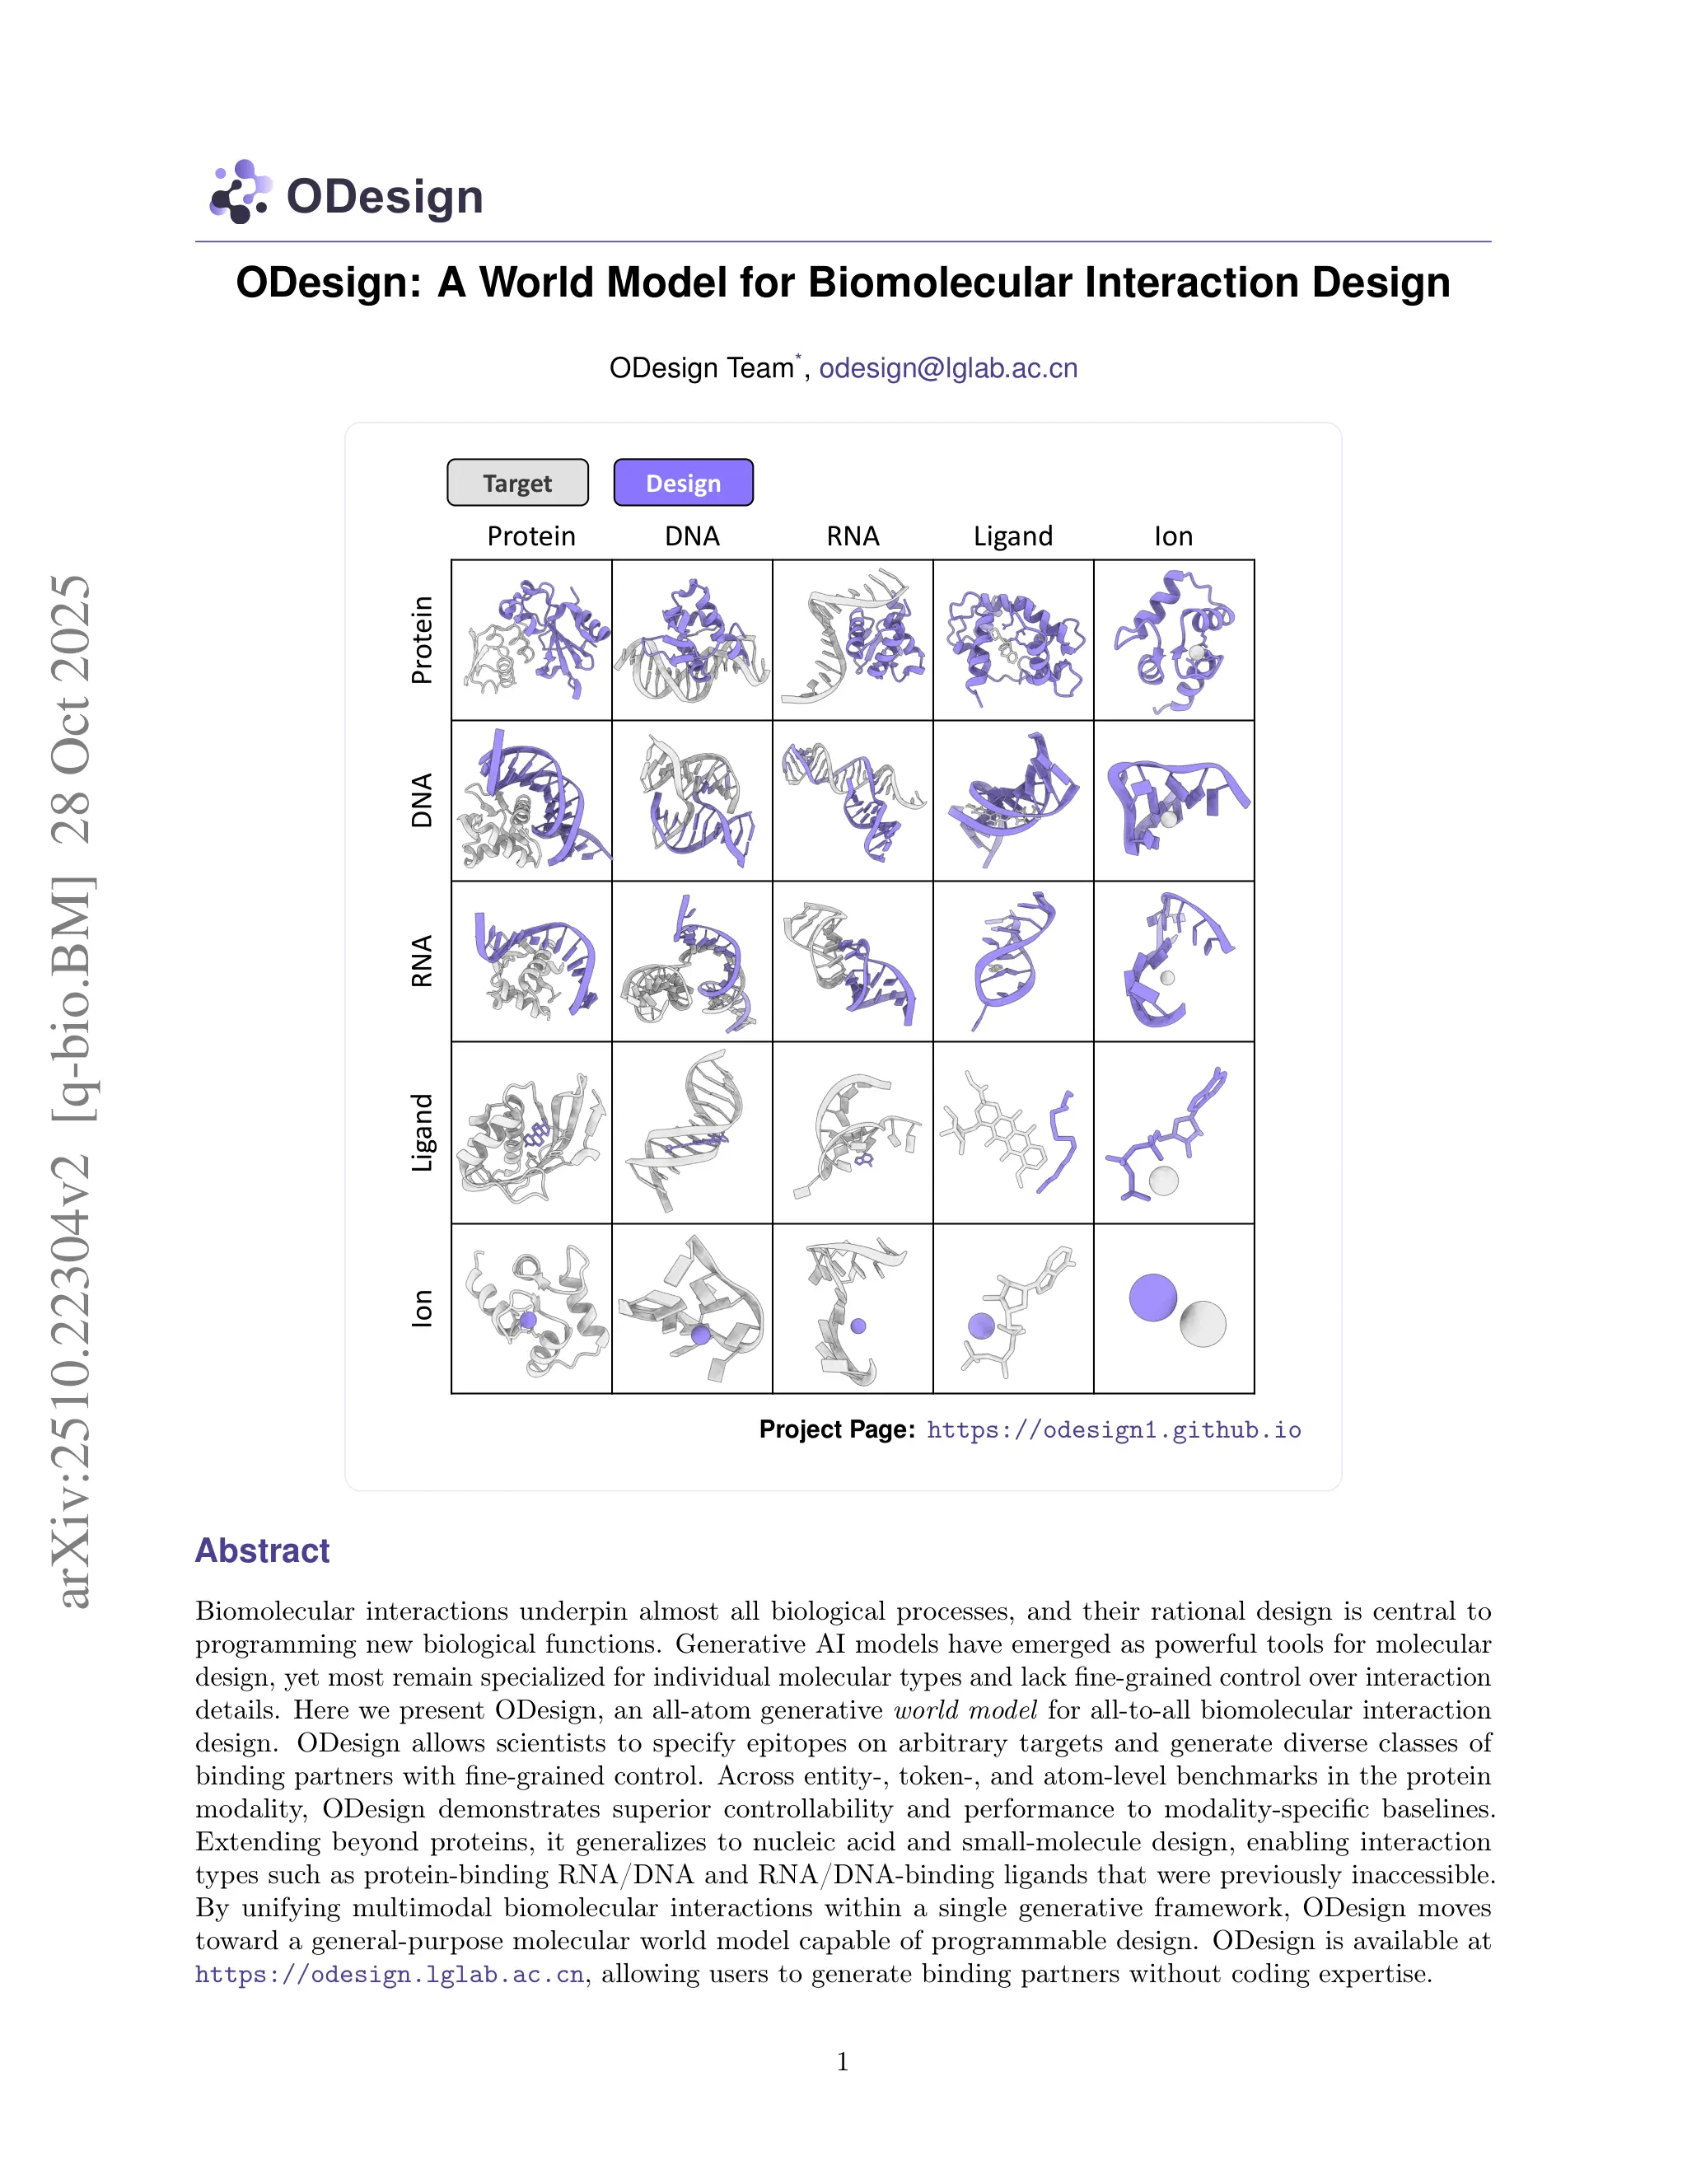 ODesign
ODesign: A World Model for Biomolecular Interaction Design
ODesign Team*, odesign@lglab.ac.cn
Target Design
Protein DNA RNA Ligand Ion
Protein
DNA
RNA
Ligand
Ion
Project Page: https://odesign1.github.io
arXiv:2510.22304v2 [q-bio.BM] 28 Oct 2025
Abstract
Biomolecular interactions underpin almost all biological processes, and their rational design is central to
programming new biological functions. Generative AI models have emerged as powerful tools for molecular
design, yet most remain specialized for individual molecular types and lack fine-grained control over interaction
details. Here we present ODesign, an all-atom generative world model for all-to-all biomolecular interaction
design. ODesign allows scientists to specify epitopes on arbitrary targets and generate diverse classes of
binding partners with fine-grained control. Across entity-, token-, and atom-level benchmarks in the protein
modality, ODesign demonstrates superior controllability and performance to modality-specific baselines.
Extending beyond proteins, it generalizes to nucleic acid and small-molecule design, enabling interaction
types such as protein-binding RNA/DNA and RNA/DNA-binding ligands that were previously inaccessible.
By unifying multimodal biomolecular interactions within a single generative framework, ODesign moves
toward a general-purpose molecular world model capable of programmable design. ODesign is available at
https://odesign.lglab.ac.cn, allowing users to generate binding partners without coding expertise.
1